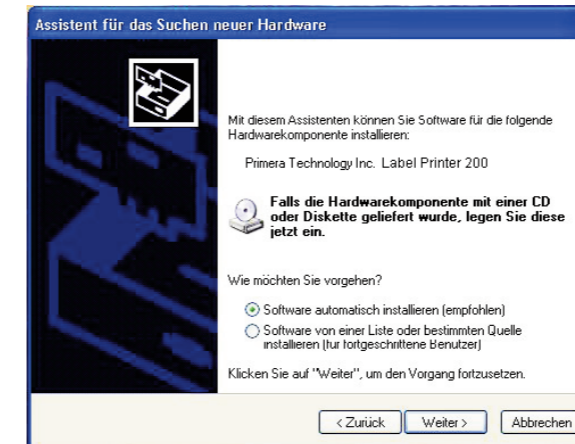 Assistent für das Suchen neuer Hardware
Mit diesem Assistenten können Sie Software für die folgende
Hardwarekomponente installieren:
Primera Technology Inc. Label Printer 200
Falls die Hardwarekomponente mit einer CD
oder Diskette geliefert wurde, legen Sie diese
jetzt ein.
Wie möchten Sie vorgehen?
Software automatisch installieren (empfohlen)
Software von einer Liste oder bestimmten Quelle
installieren (für fortgeschrittene Benutzer)
Klicken Sie auf "Weiter", um den Vorgang fortzusetzen.
< Zurück Weiter > Abbrechen